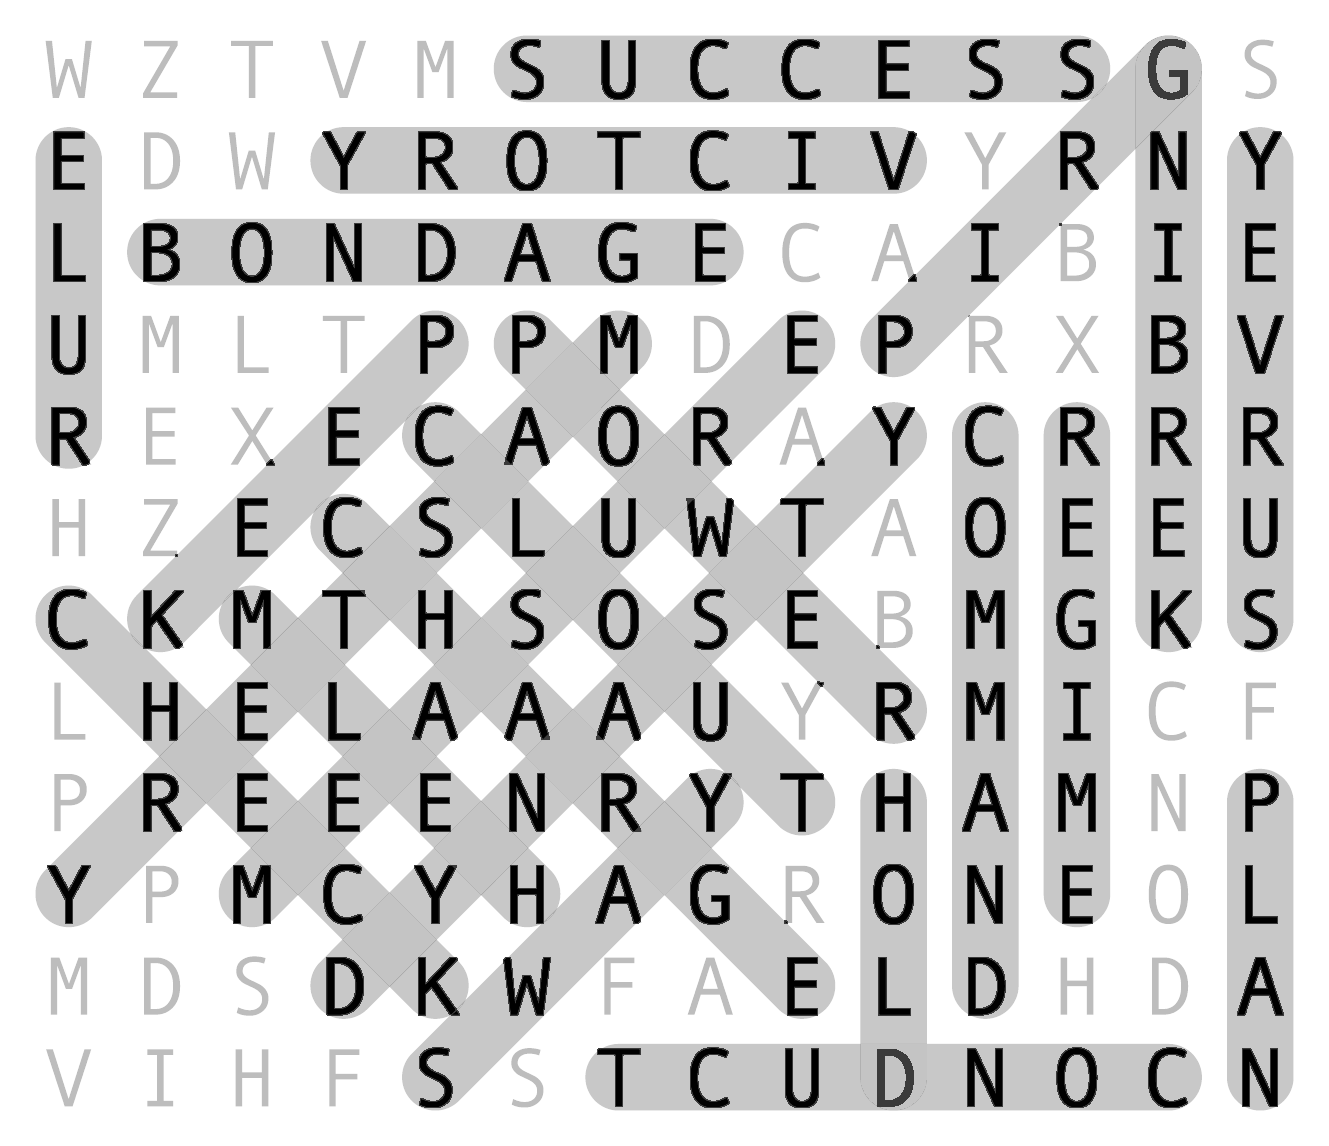 W Z T V M S U C C E S S G S
E D W Y R O T C I V Y R N Y
L B O N D A G E C A I B I E
U M L T P P M D E P R X B V
R E X E C A O R A Y C R R R
H Z E C S L U W T A O E E U
C K M T H S O S E B M G K S
L H E L A A A U Y R M I C F
P R E E E N R Y T H A M N P
Y P M C Y H A G R O N E O L
M D S D K W F A E L D H D A
V I H F S S T C U D N O C N